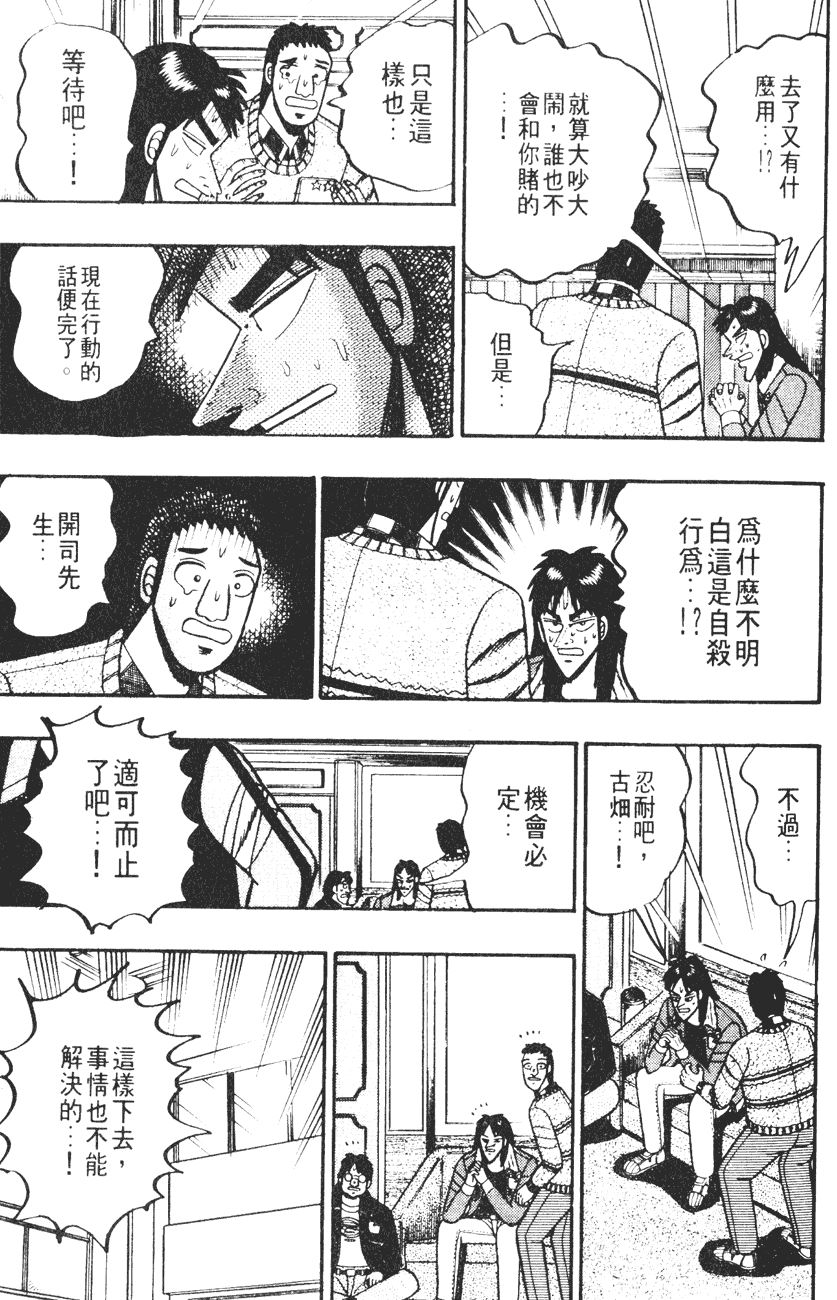 去了又有什
麼用…!?
就算大吵大
鬧，誰也不
會和你賭的
…!
但是…
只是這
樣也…
等待吧…!
現在行動的
話便完了。
爲什麼不明
白這是自殺
行爲…!?
開司先
生…
不過…
忍耐吧，
古畑…!
機會必
定…
適可而止
了吧…!
這樣下去，
事情也不能
解決的…!